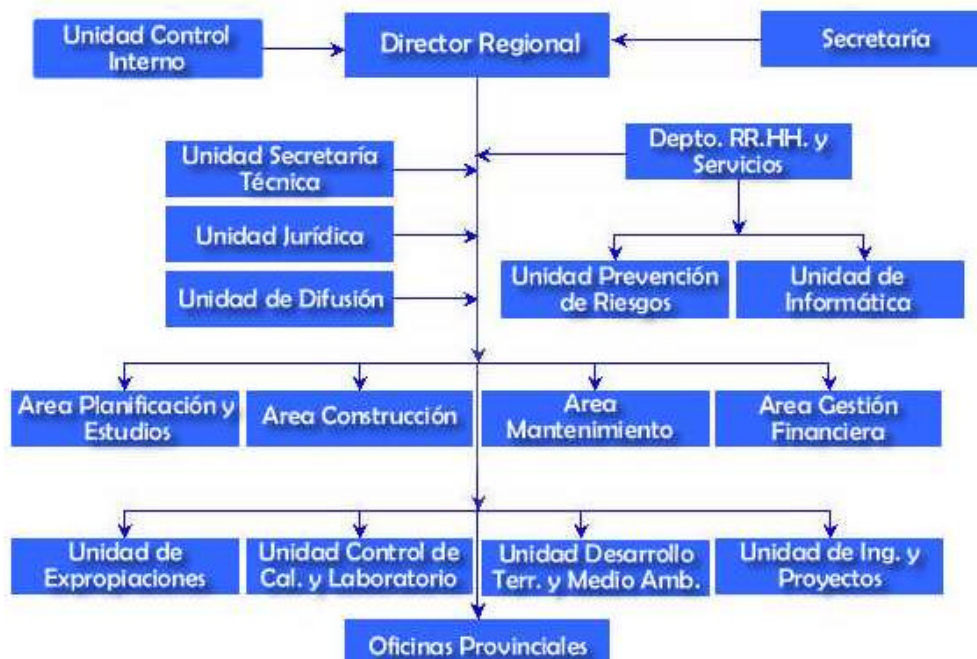 Unidad Control
Interno
Director Regional
Secretaría
Unidad Secretaría
Técnica
Depto. RR.HH. y
Servicios
Unidad Jurídica
Unidad de Difusión
Unidad Prevención
de Riesgos
Unidad de
Informática
Area Planificación y
Estudios
Area Construcción
Area
Mantenimiento
Area Gestión
Financiera
Unidad de
Expropiaciones
Unidad Control de
Cal. y Laboratorio
Unidad Desarrollo
Terr. y Medio Amb.
Unidad de Ing. y
Proyectos
Oficinas Provinciales